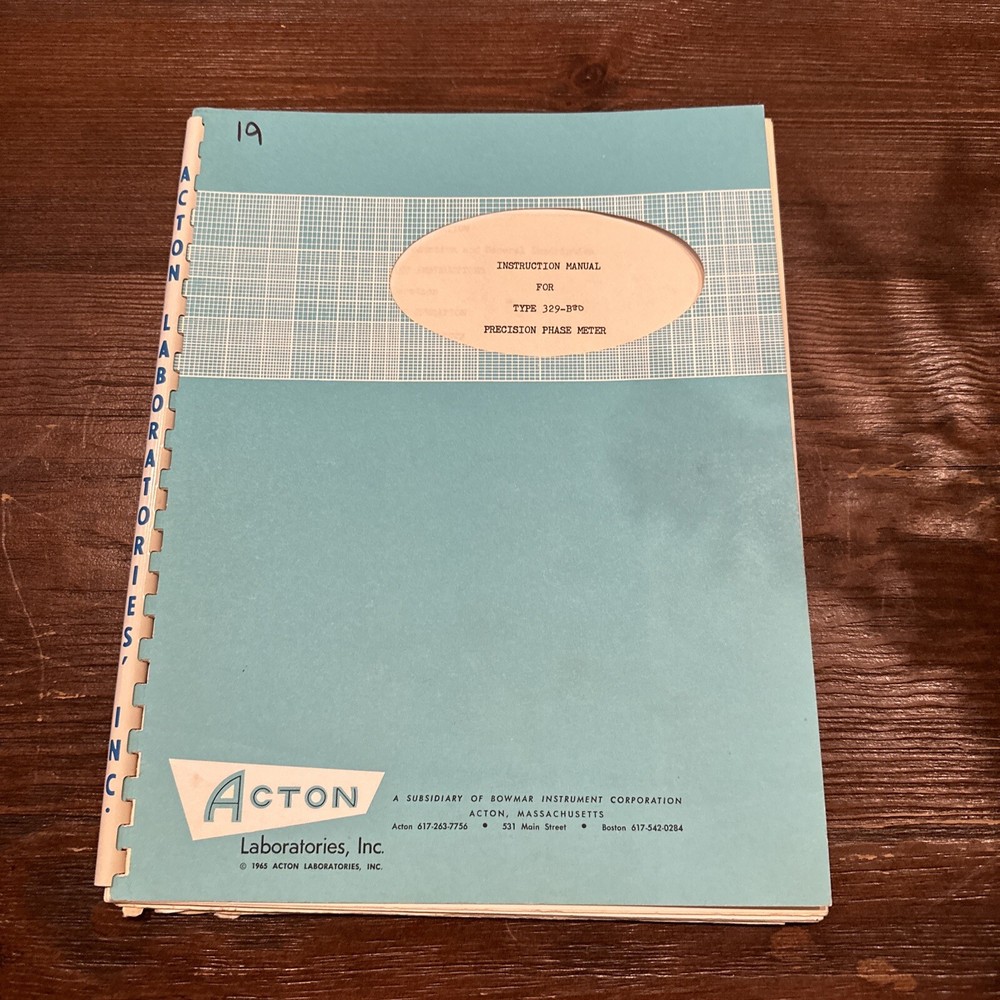 19
ACTON LABORATORIES' INC.
INSTRUCTION MANUAL
FOR
TYPE 329-B80
PRECISION PHASE METER
ACTON
Laboratories, Inc.
© 1965 ACTON LABORATORIES, INC.
A SUBSIDIARY OF BOWMAR INSTRUMENT CORPORATION
ACTON, MASSACHUSETTS
Acton 617-263-7756 • 531 Main Street • Boston 617-542-0284